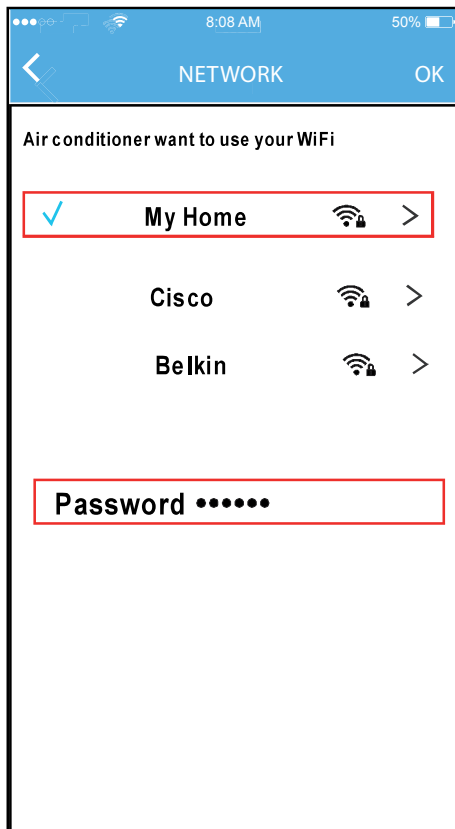 8:08 AM 50%
NETWORK OK
Air conditioner want to use your WiFi
My Home
Cisco
Belkin
Password ••••••